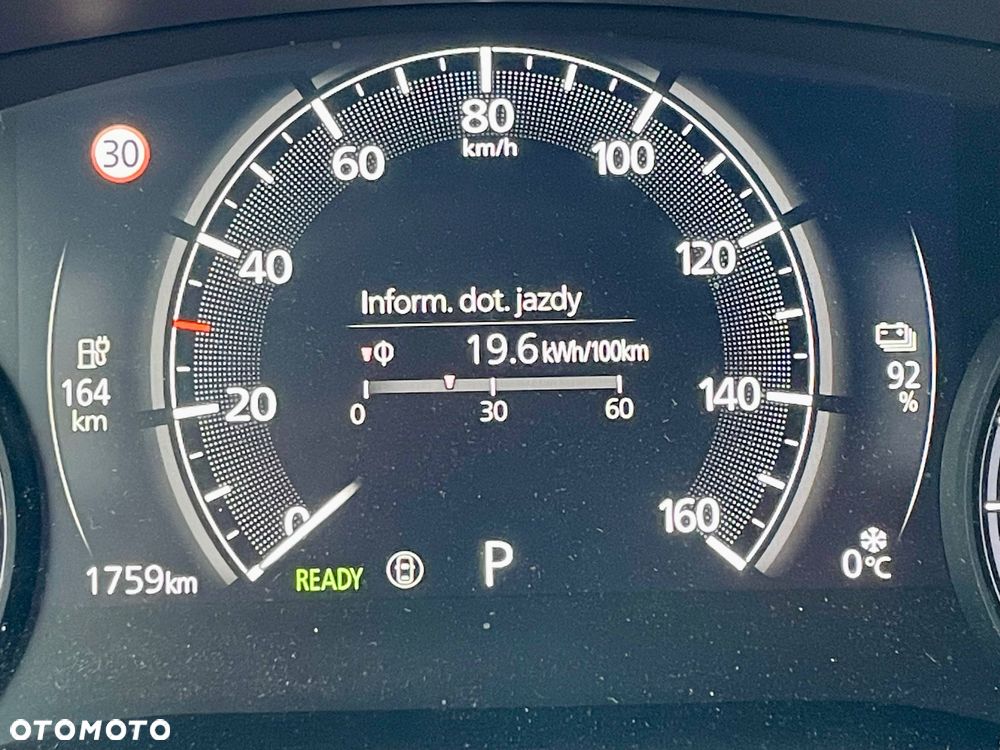 30
80
km/h
60
100
40
120
Inform. dot. jazdy
Φ 19.6 kWh/100km
164
km
92
%
20
140
0 30 60
0
160
0°C
1759km
READY
P
OTOMOTO